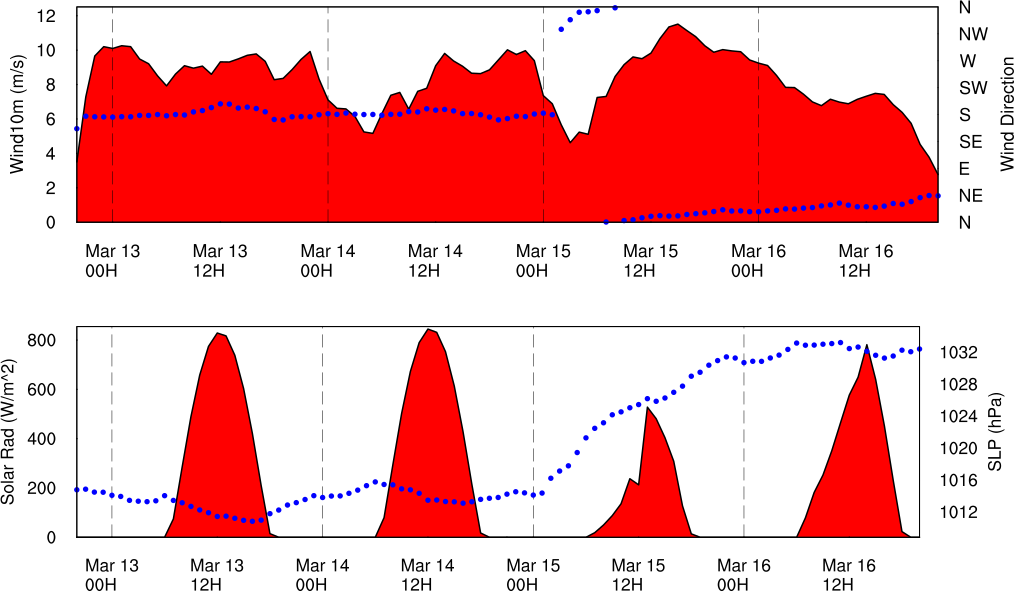 12
10
8
6
4
2
0
Wind10m (m/s)
N
NW
W
SW
S
SE
E
NE
N
Wind Direction
Mar 13 Mar 13 Mar 14 Mar 14 Mar 15 Mar 15 Mar 16 Mar 16
00H 12H 00H 12H 00H 12H 00H 12H
800
600
400
200
0
Solar Rad (W/m^2)
1032
1028
1024
1020
1016
1012
SLP (hPa)
Mar 13 Mar 13 Mar 14 Mar 14 Mar 15 Mar 15 Mar 16 Mar 16
00H 12H 00H 12H 00H 12H 00H 12H